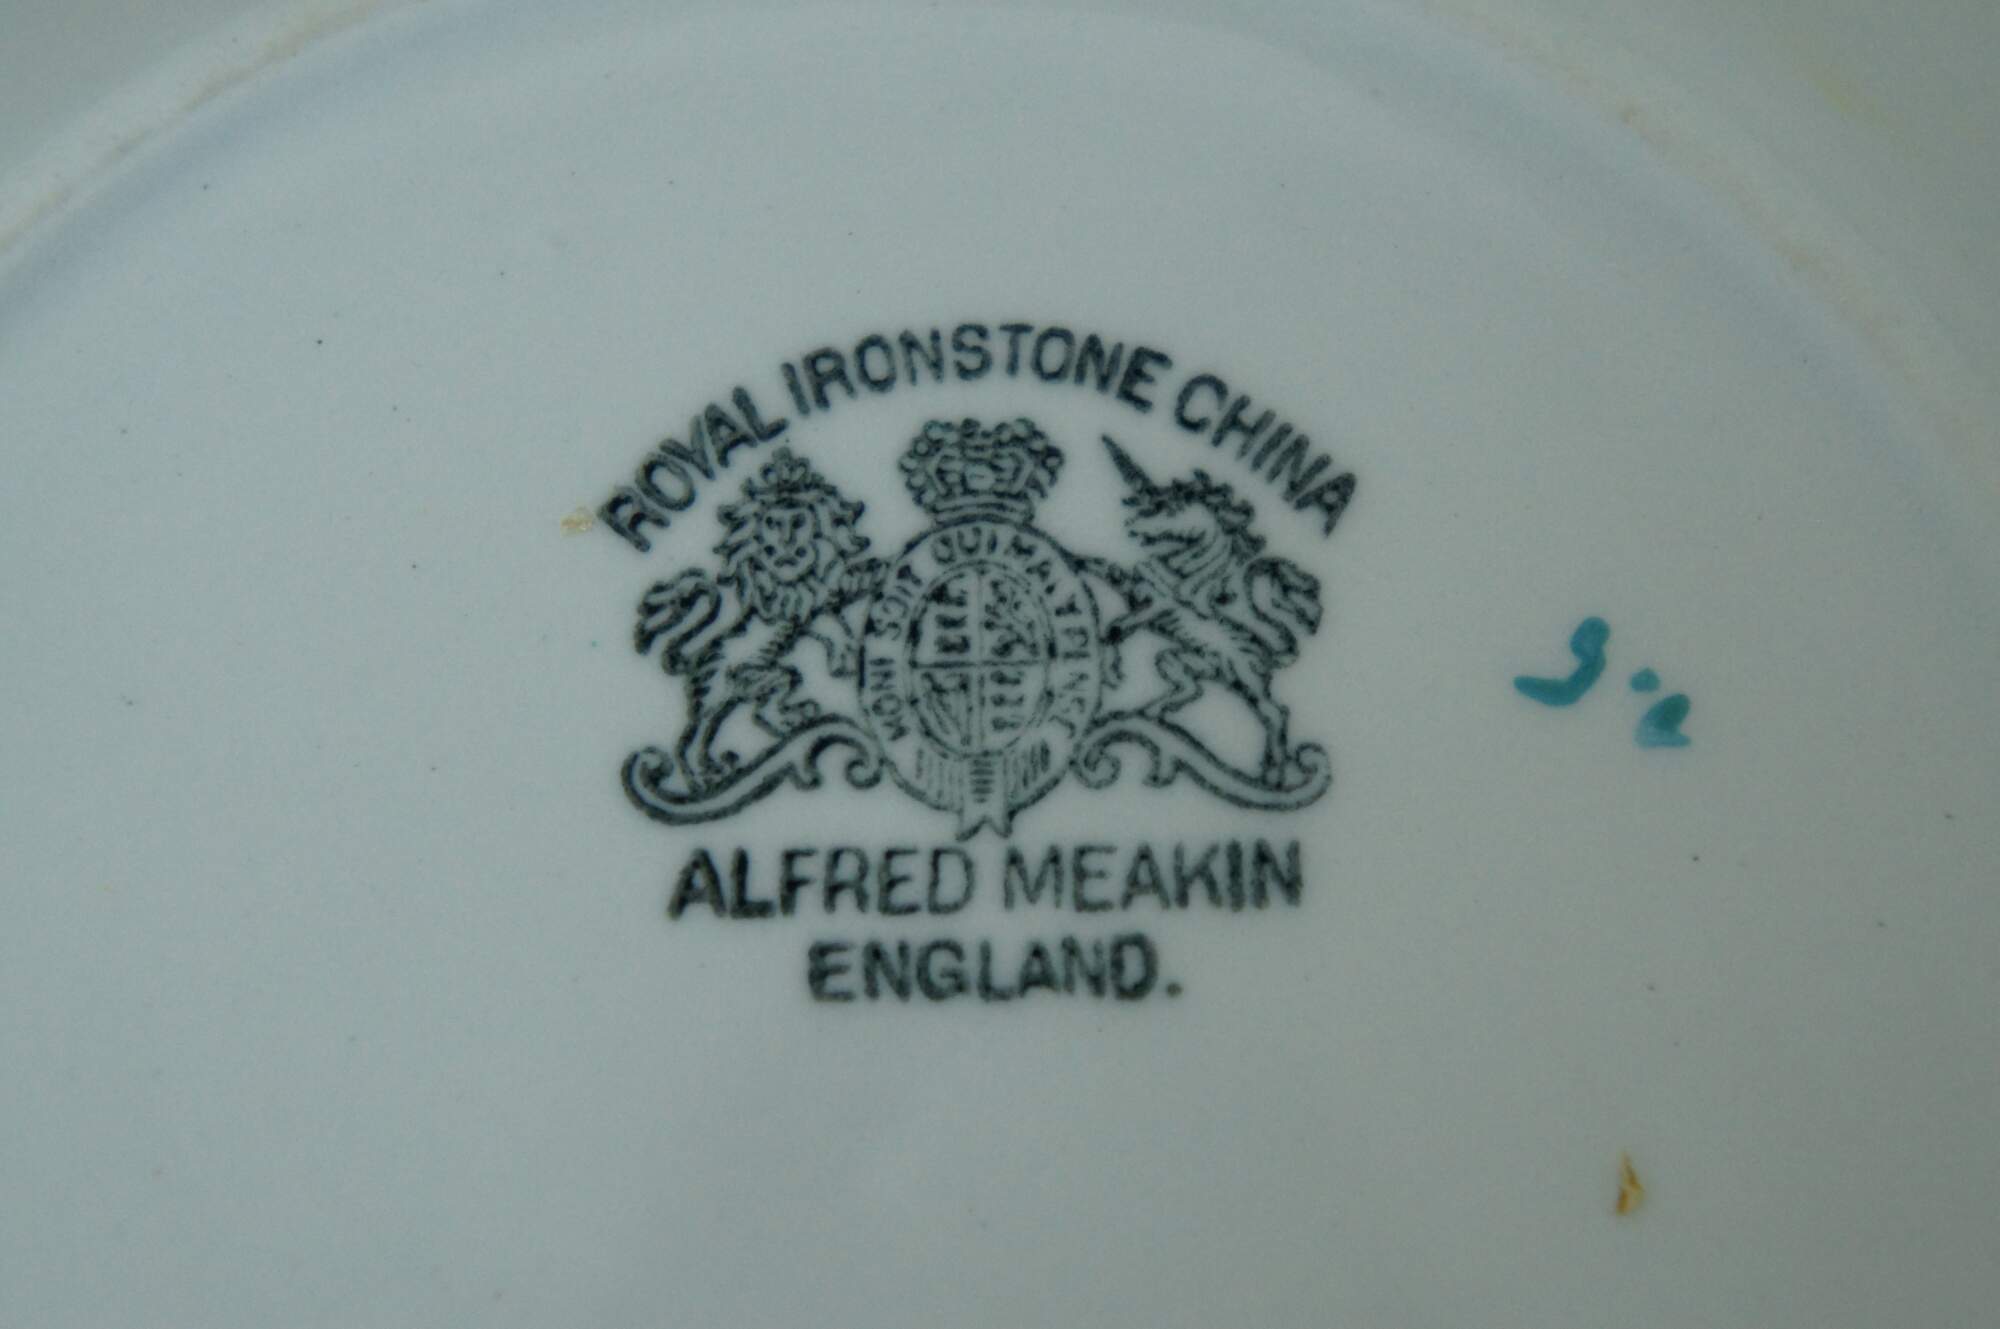 ROYAL IRONSTONE CHINA
HONI SOIT QUI MAL Y PENSE
ALFRED MEAKIN
ENGLAND.